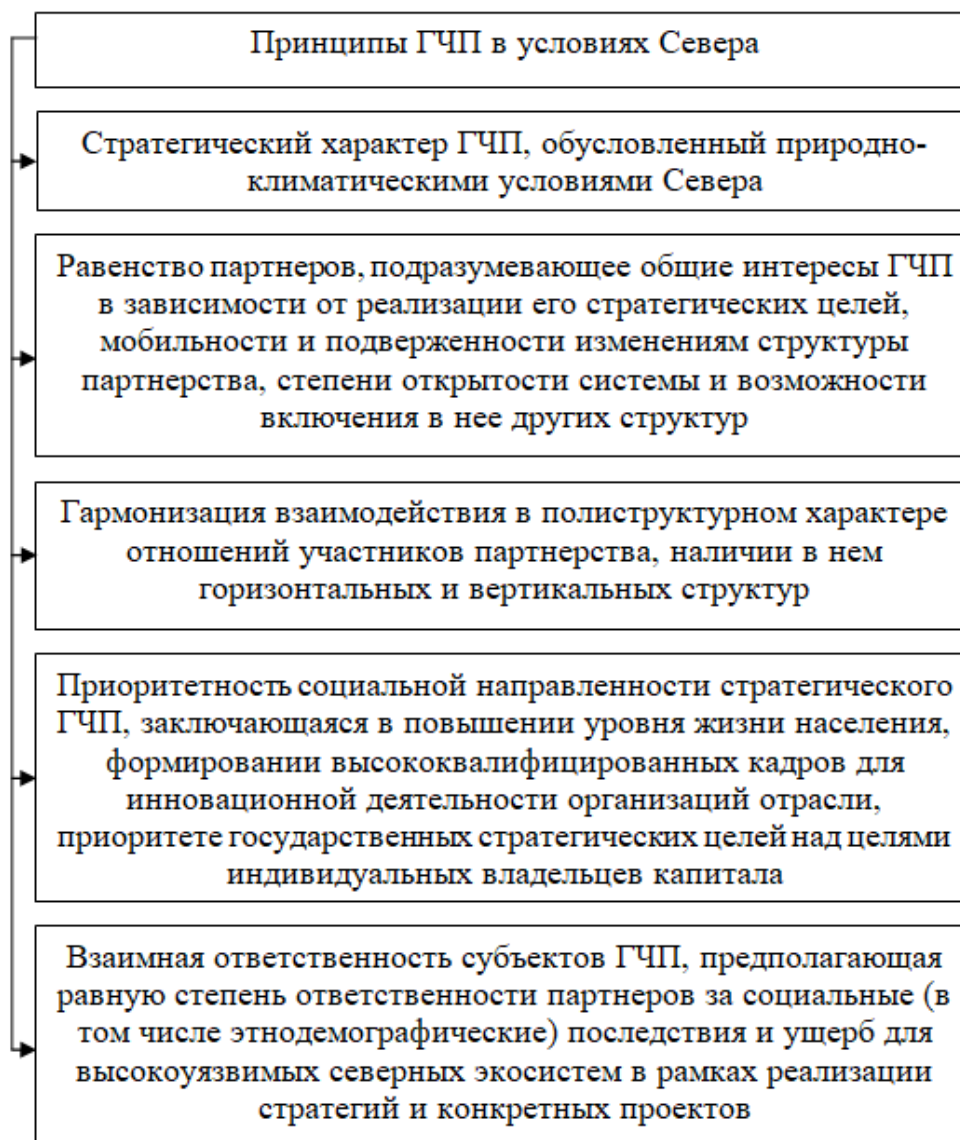 Принципы ГЧП в условиях Севера
Стратегический характер ГЧП, обусловленный природно-
климатическими условиями Севера
Равенство партнеров, подразумевающее общие интересы ГЧП
в зависимости от реализации его стратегических целей,
мобильности и подверженности изменениям структуры
партнерства, степени открытости системы и возможности
включения в нее других структур
Гармонизация взаимодействия в полиструктурном характере
отношений участников партнерства, наличии в нем
горизонтальных и вертикальных структур
Приоритетность социальной направленности стратегического
ГЧП, заключающаяся в повышении уровня жизни населения,
формировании высококвалифицированных кадров для
инновационной деятельности организаций отрасли,
приоритете государственных стратегических целей над целями
индивидуальных владельцев капитала
Взаимная ответственность субъектов ГЧП, предполагающая
равную степень ответственности партнеров за социальные (в
том числе этнодемографические) последствия и ущерб для
высокоуязвимых северных экосистем в рамках реализации
стратегий и конкретных проектов